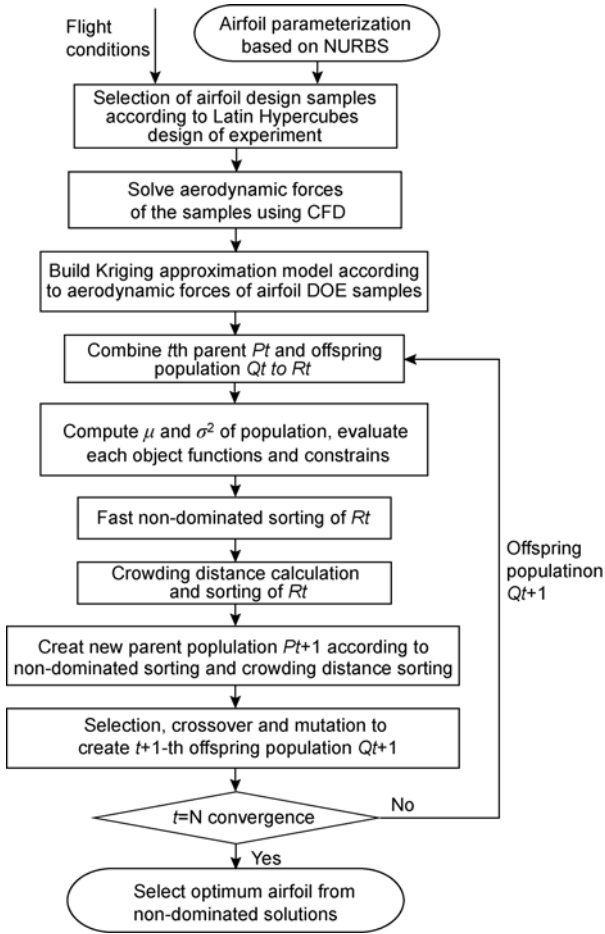 Flight
conditions
Airfoil parameterization
based on NURBS
Selection of airfoil design samples
according to Latin Hypercubes
design of experiment
Solve aerodynamic forces
of the samples using CFD
Build Kriging approximation model according
to aerodynamic forces of airfoil DOE samples
Combine tth parent Pt and offspring
population Qt to Rt
Compute μ and σ² of population, evaluate
each object functions and constrains
Fast non-dominated sorting of Rt
Crowding distance calculation
and sorting of Rt
Offspring
populatinon
Qt+1
Creat new parent poplulation Pt+1 according to
non-dominated sorting and crowding distance sorting
Selection, crossover and mutation to
create t+1-th offspring population Qt+1
t=N convergence
No
Yes
Select optimum airfoil from
non-dominated solutions